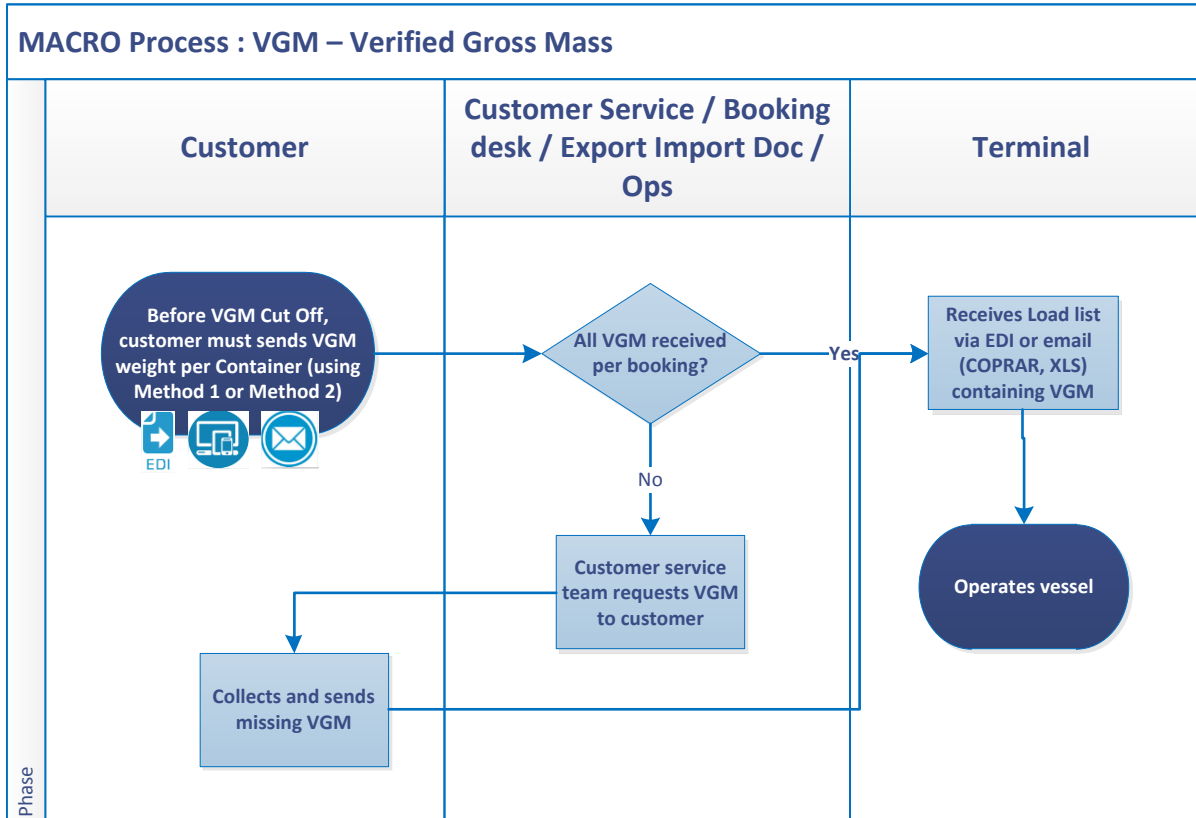 MACRO Process : VGM – Verified Gross Mass
Customer
Customer Service / Booking
desk / Export Import Doc /
Ops
Terminal
Before VGM Cut Off,
customer must sends VGM
weight per Container (using
Method 1 or Method 2)
EDI
All VGM received
per booking?
Yes
Receives Load list
via EDI or email
(COPRAR, XLS)
containing VGM
No
Customer service
team requests VGM
to customer
Operates vessel
Collects and sends
missing VGM
Phase